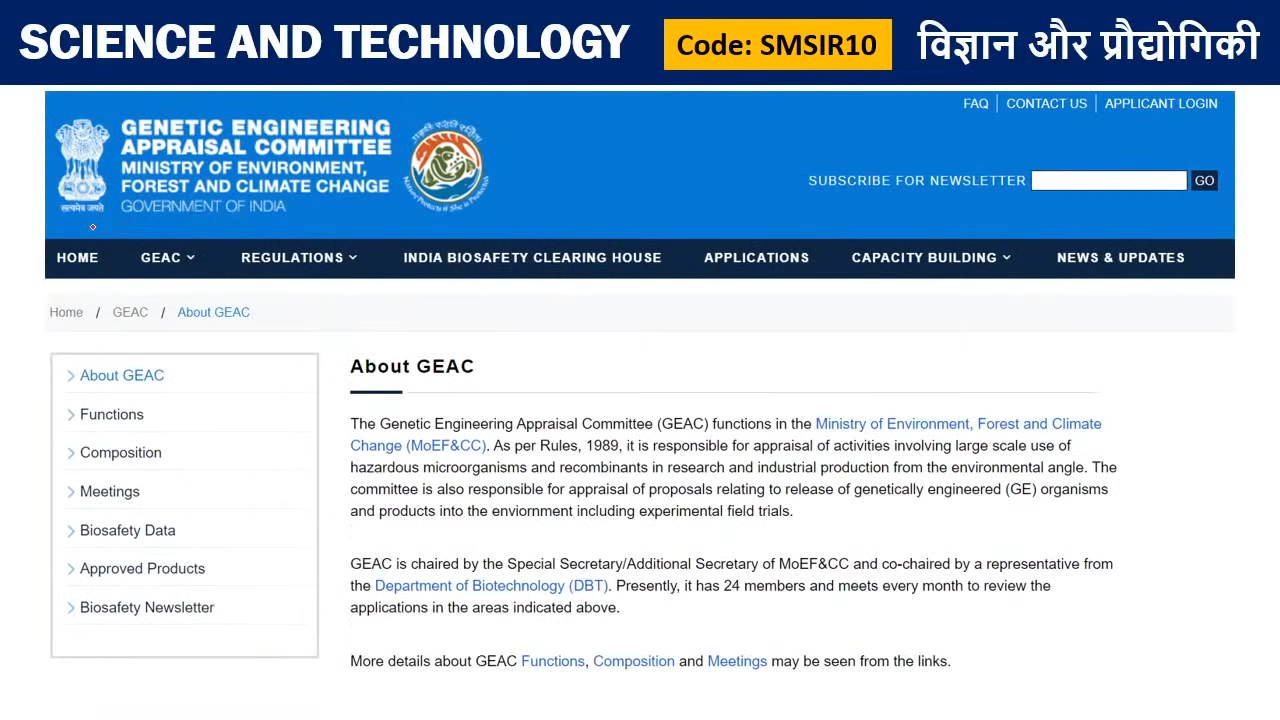 SCIENCE AND TECHNOLOGY
Code: SMSIR10
विज्ञान और प्रौद्योगिकी
FAQ
CONTACT US
APPLICANT LOGIN
GENETIC ENGINEERING
APPRAISAL COMMITTEE
MINISTRY OF ENVIRONMENT,
FOREST AND CLIMATE CHANGE
GOVERNMENT OF INDIA
सत्यमेव जयते
SUBSCRIBE FOR NEWSLETTER
GO
HOME
GEAC
REGULATIONS
INDIA BIOSAFETY CLEARING HOUSE
APPLICATIONS
CAPACITY BUILDING
NEWS & UPDATES
Home / GEAC / About GEAC
About GEAC
Functions
Composition
Meetings
Biosafety Data
Approved Products
Biosafety Newsletter
About GEAC
The Genetic Engineering Appraisal Committee (GEAC) functions in the Ministry of Environment, Forest and Climate
Change (MoEF&CC). As per Rules, 1989, it is responsible for appraisal of activities involving large scale use of
hazardous microorganisms and recombinants in research and industrial production from the environmental angle. The
committee is also responsible for appraisal of proposals relating to release of genetically engineered (GE) organisms
and products into the enviornment including experimental field trials.
GEAC is chaired by the Special Secretary/Additional Secretary of MoEF&CC and co-chaired by a representative from
the Department of Biotechnology (DBT). Presently, it has 24 members and meets every month to review the
applications in the areas indicated above.
More details about GEAC Functions, Composition and Meetings may be seen from the links.